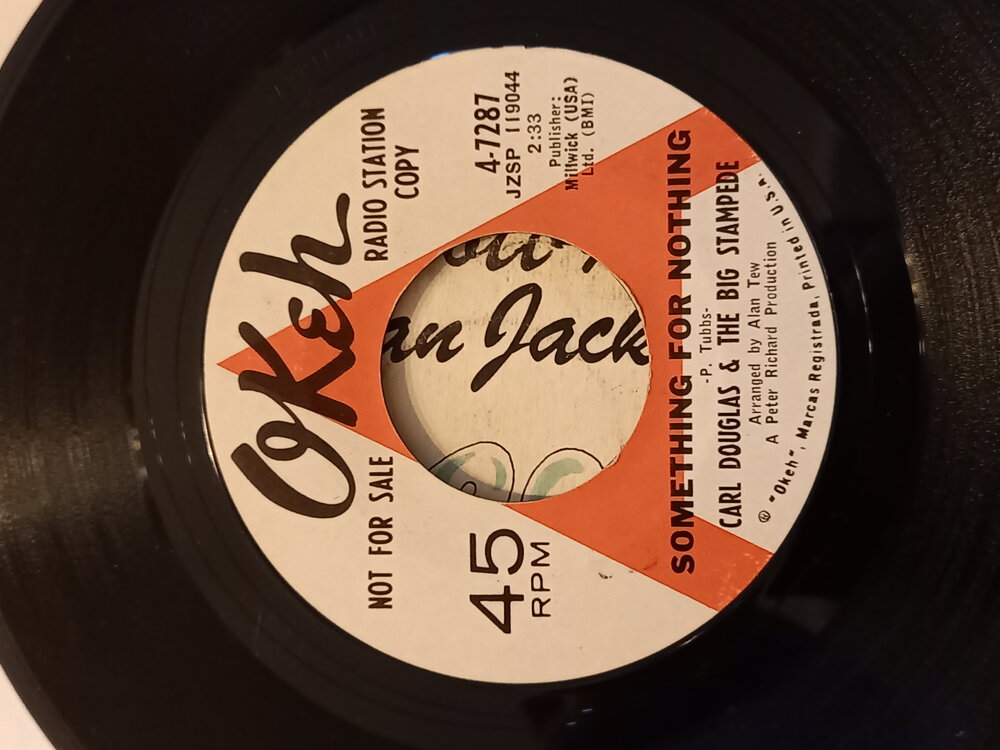 OKeh
NOT FOR SALE
RADIO STATION
COPY
45
RPM
4-7287
JZSP 119044
2:33
Publisher:
Millwick (USA)
Ltd. (BMI)
an Jack
SOMETHING FOR NOTHING
-P. Tubbs-
CARL DOUGLAS & THE BIG STAMPEDE
Arranged by Alan Tew
A Peter Richard Production
"Okeh", Marcas Registrada, Printed in U.S.A.